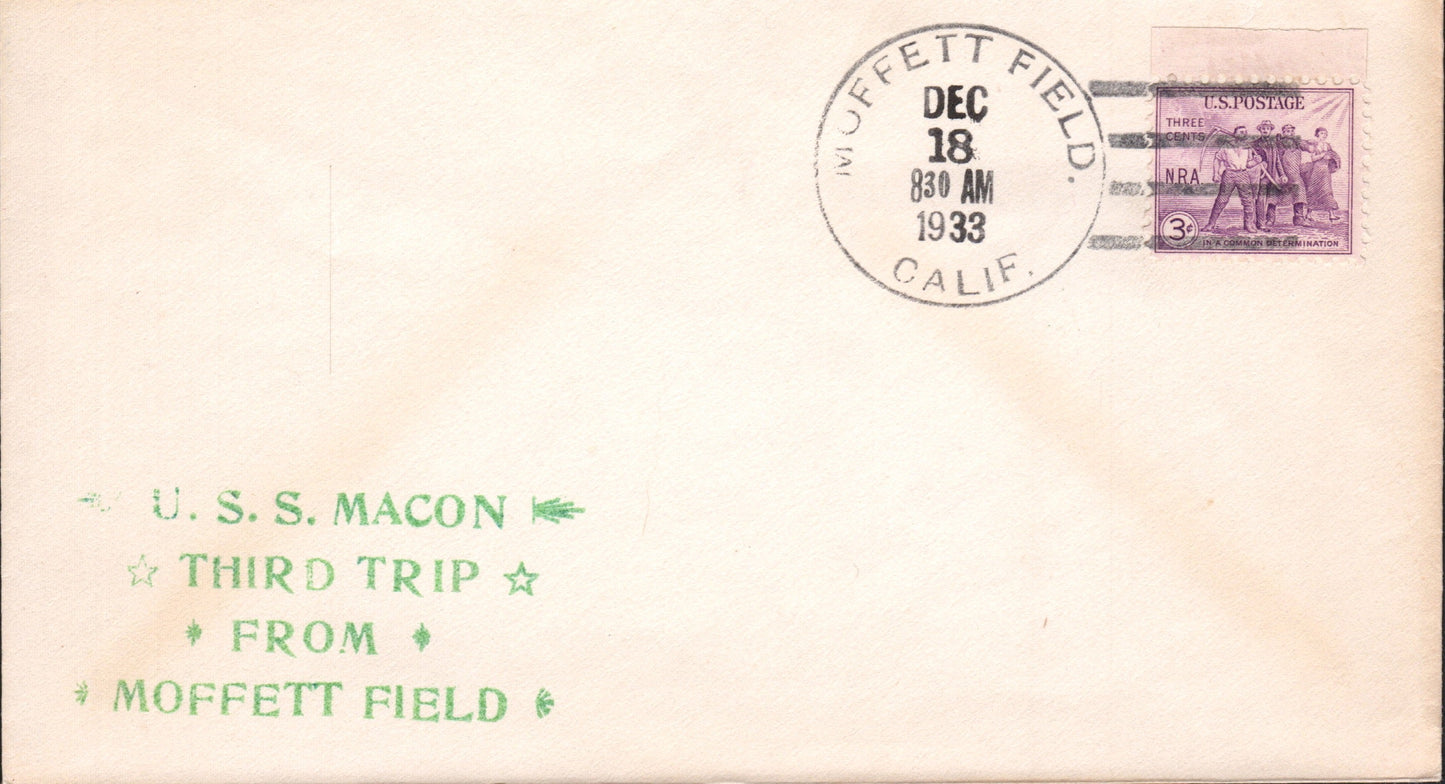 MOFFETT FIELD.
DEC
18
830 AM
1933
CALIF.
U.S. POSTAGE
THREE
CENTS
NRA
3¢
IN A COMMON DETERMINATION
U. S. S. MACON
☆ THIRD TRIP ☆
FROM
MOFFETT FIELD